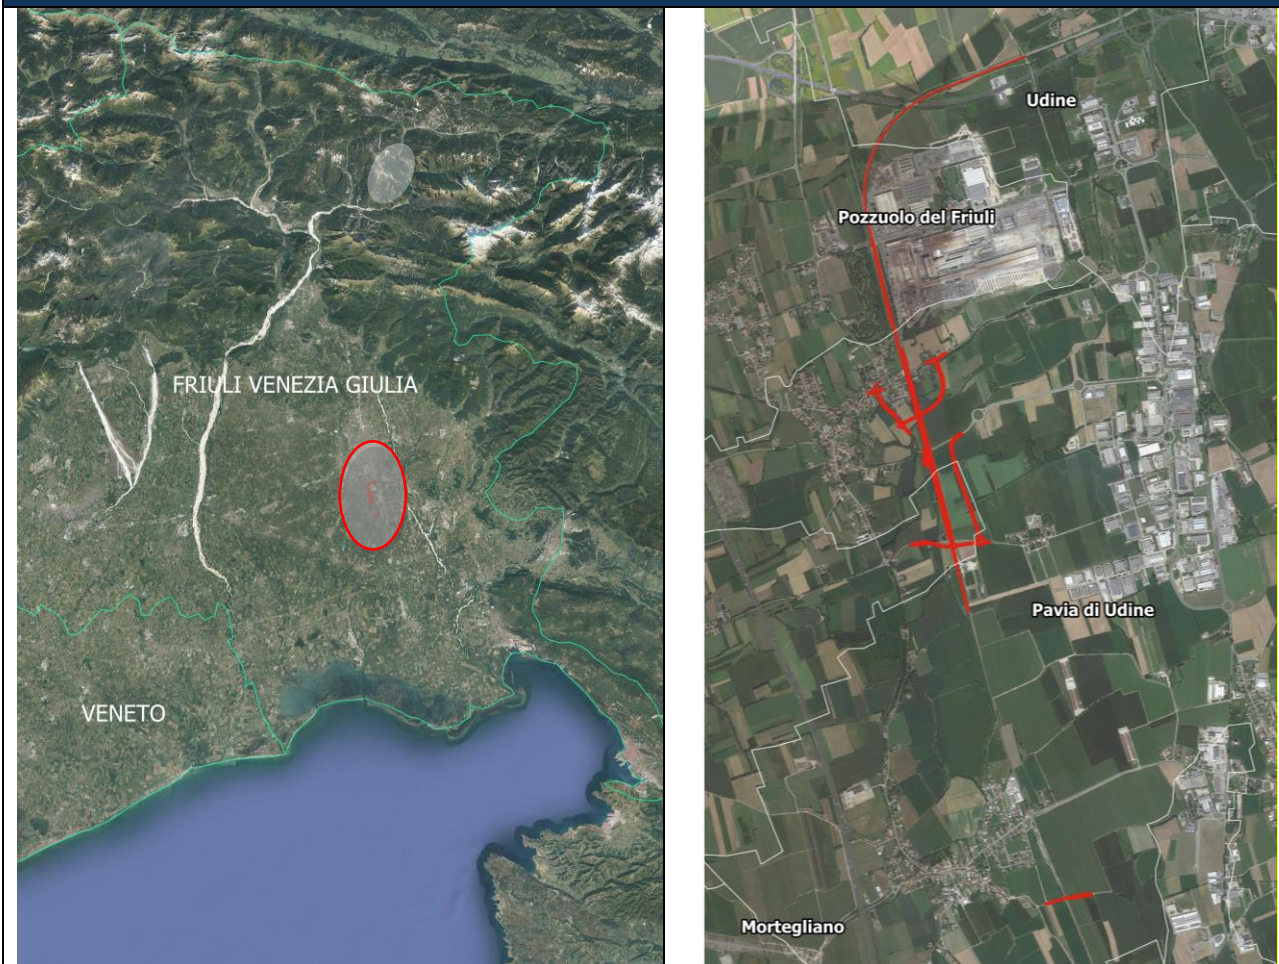 FRIULI VENEZIA GIULIA
VENETO
Udine
Pozzuolo del Friuli
Pavia di Udine
Mortegliano